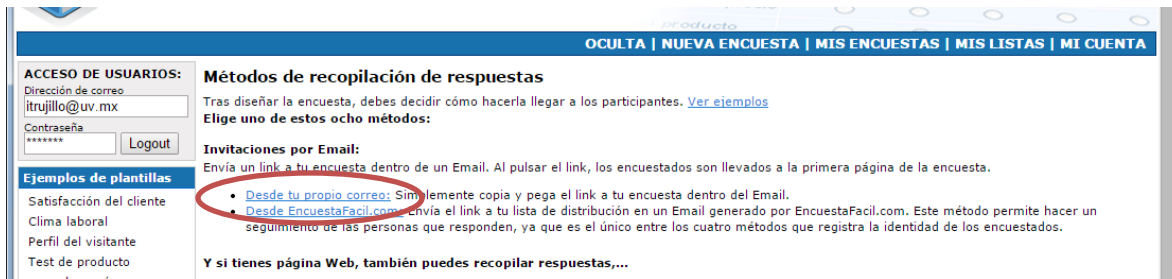 producto
OCULTA | NUEVA ENCUESTA | MIS ENCUESTAS | MIS LISTAS | MI CUENTA
ACCESO DE USUARIOS:
Dirección de correo
itrujillo@uv.mx
Contraseña
******* Logout
Ejemplos de plantillas
Satisfacción del cliente
Clima laboral
Perfil del visitante
Test de producto
Métodos de recopilación de respuestas
Tras diseñar la encuesta, debes decidir cómo hacerla llegar a los participantes. Ver ejemplos
Elige uno de estos ocho métodos:
Invitaciones por Email:
Envía un link a tu encuesta dentro de un Email. Al pulsar el link, los encuestados son llevados a la primera página de la encuesta.
• Desde tu propio correo: Simplemente copia y pega el link a tu encuesta dentro del Email.
• Desde EncuestaFacil.com: Envía el link a tu lista de distribución en un Email generado por EncuestaFacil.com. Este método permite hacer un
seguimiento de las personas que responden, ya que es el único entre los cuatro métodos que registra la identidad de los encuestados.
Y si tienes página Web, también puedes recopilar respuestas,...